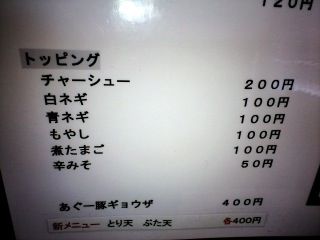 120円
トッピング
チャーシュー 200円
白ネギ 100円
青ネギ 100円
もやし 100円
煮たまご 100円
辛みそ 50円
あぐー豚ギョウザ 400円
新メニュー とり天 ぶた天 各400円